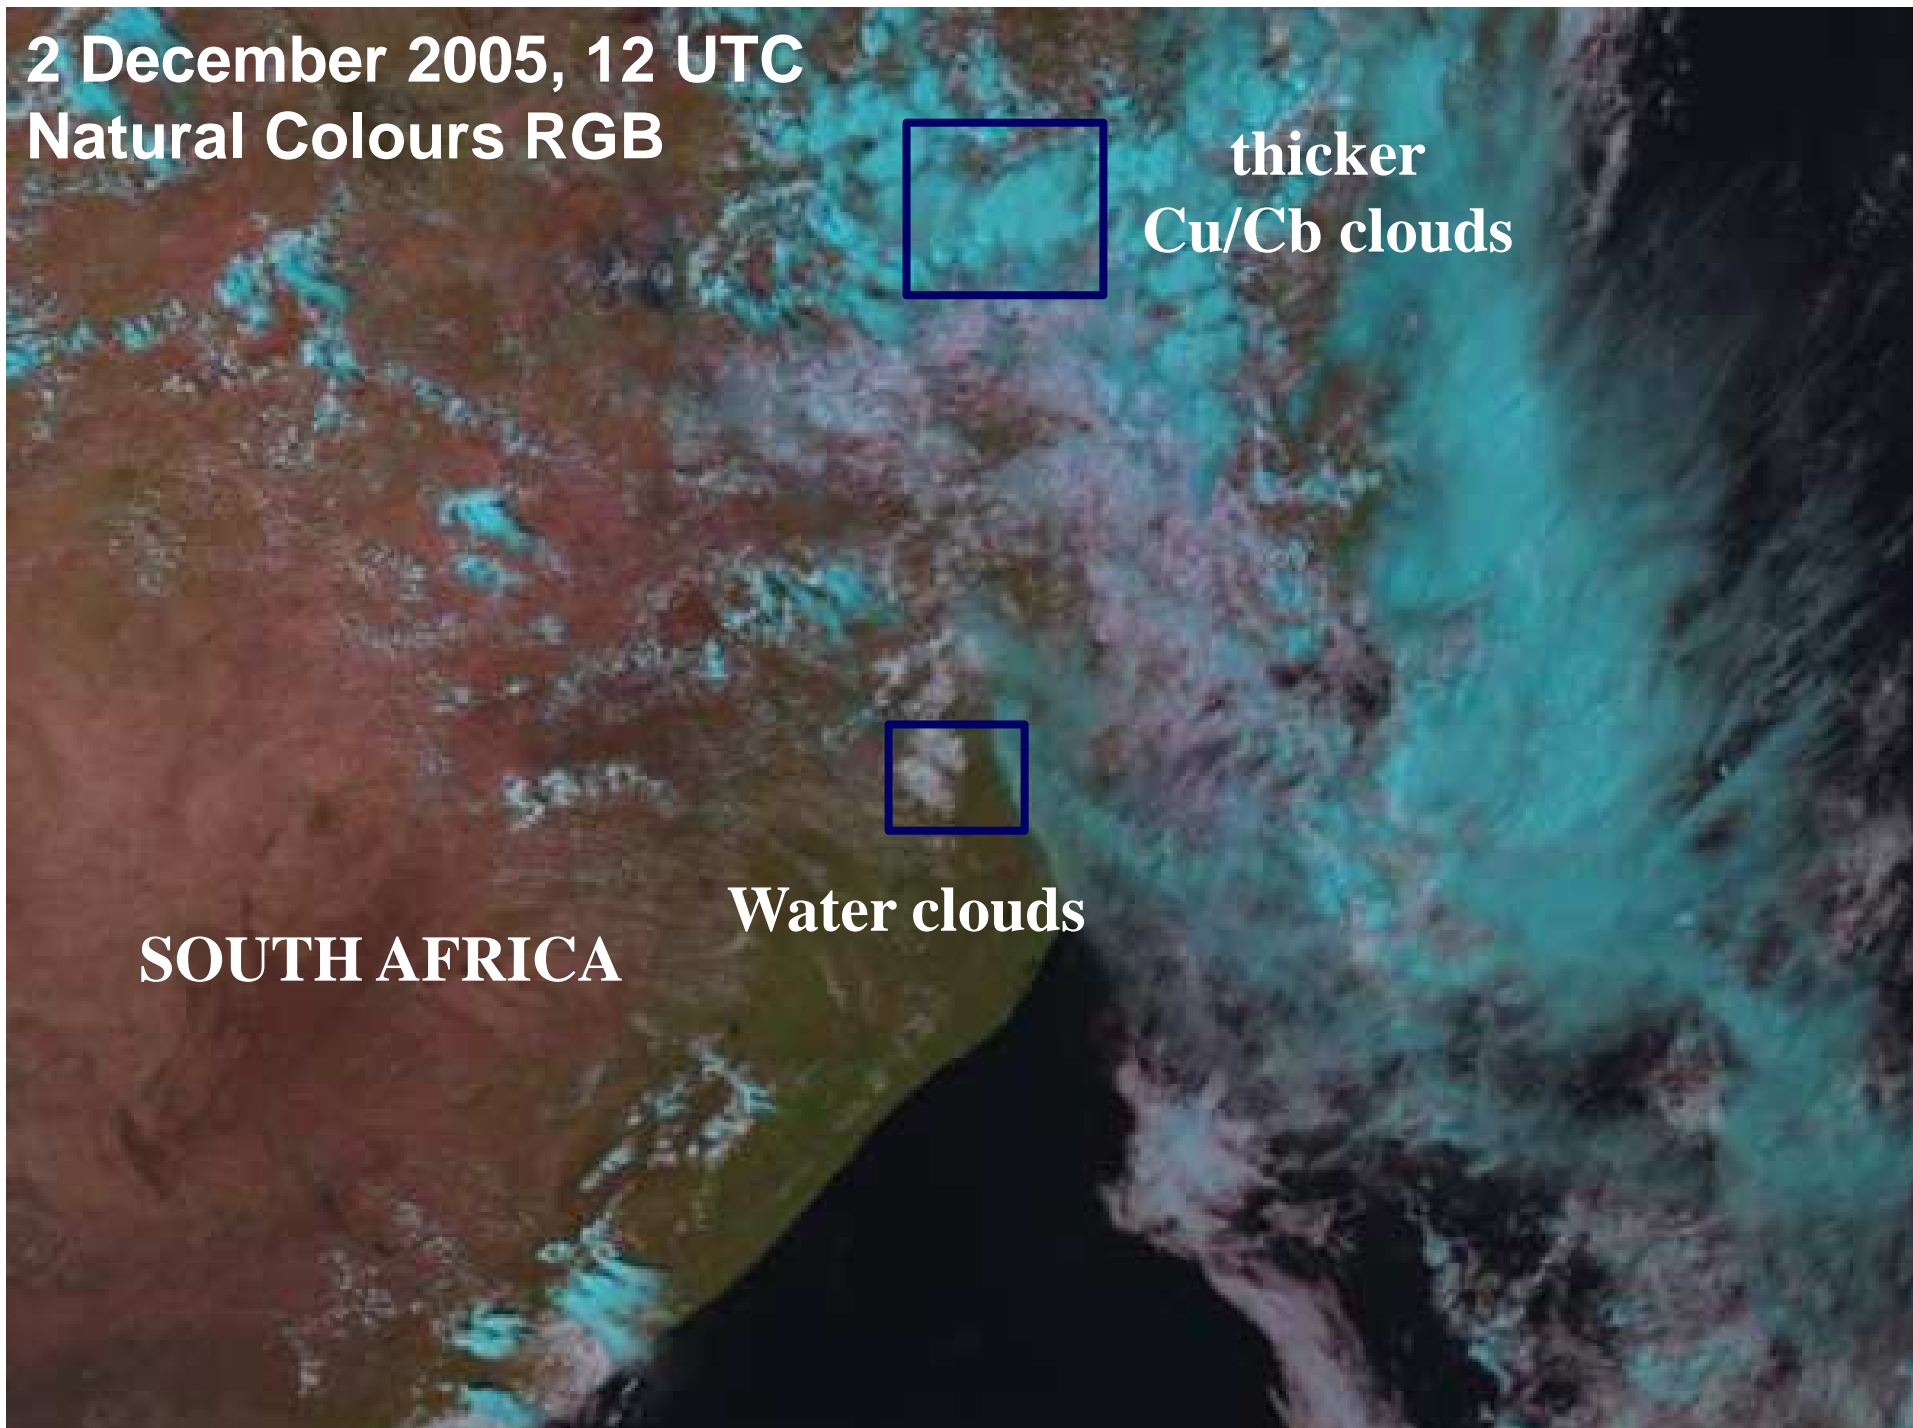 2 December 2005, 12 UTC
Natural Colours RGB
thicker
Cu/Cb clouds
Water clouds
SOUTH AFRICA